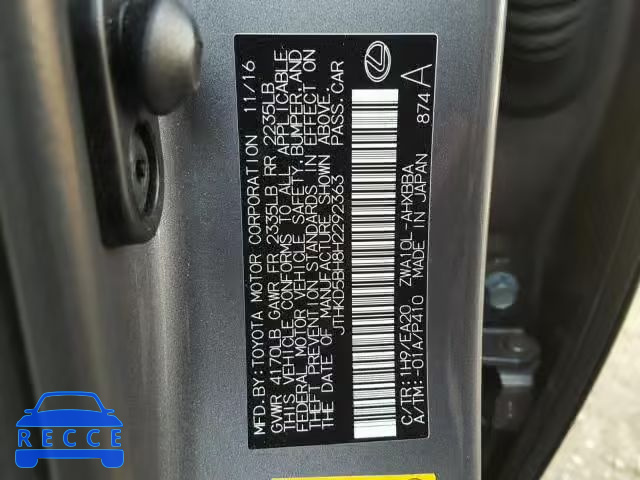 MFD.BY:TOYOTA MOTOR CORPORATION 11/16
GVWR 4170LB GAWR FR 2335LB RR 2235LB
THIS VEHICLE CONFORMS TO ALL APPLICABLE
FEDERAL MOTOR VEHICLE SAFETY,BUMPER,AND
THEFT PREVENTION STANDARDS IN EFFECT ON
THE DATE OF MANUFACTURE SHOWN ABOVE.
JTHKD5BH8H2292363 PASS.CAR
C/TR:1H9/EA20 ZWA10L-AHXBBA
A/TM:-01A/P410 MADE IN JAPAN 874 A
RECCE